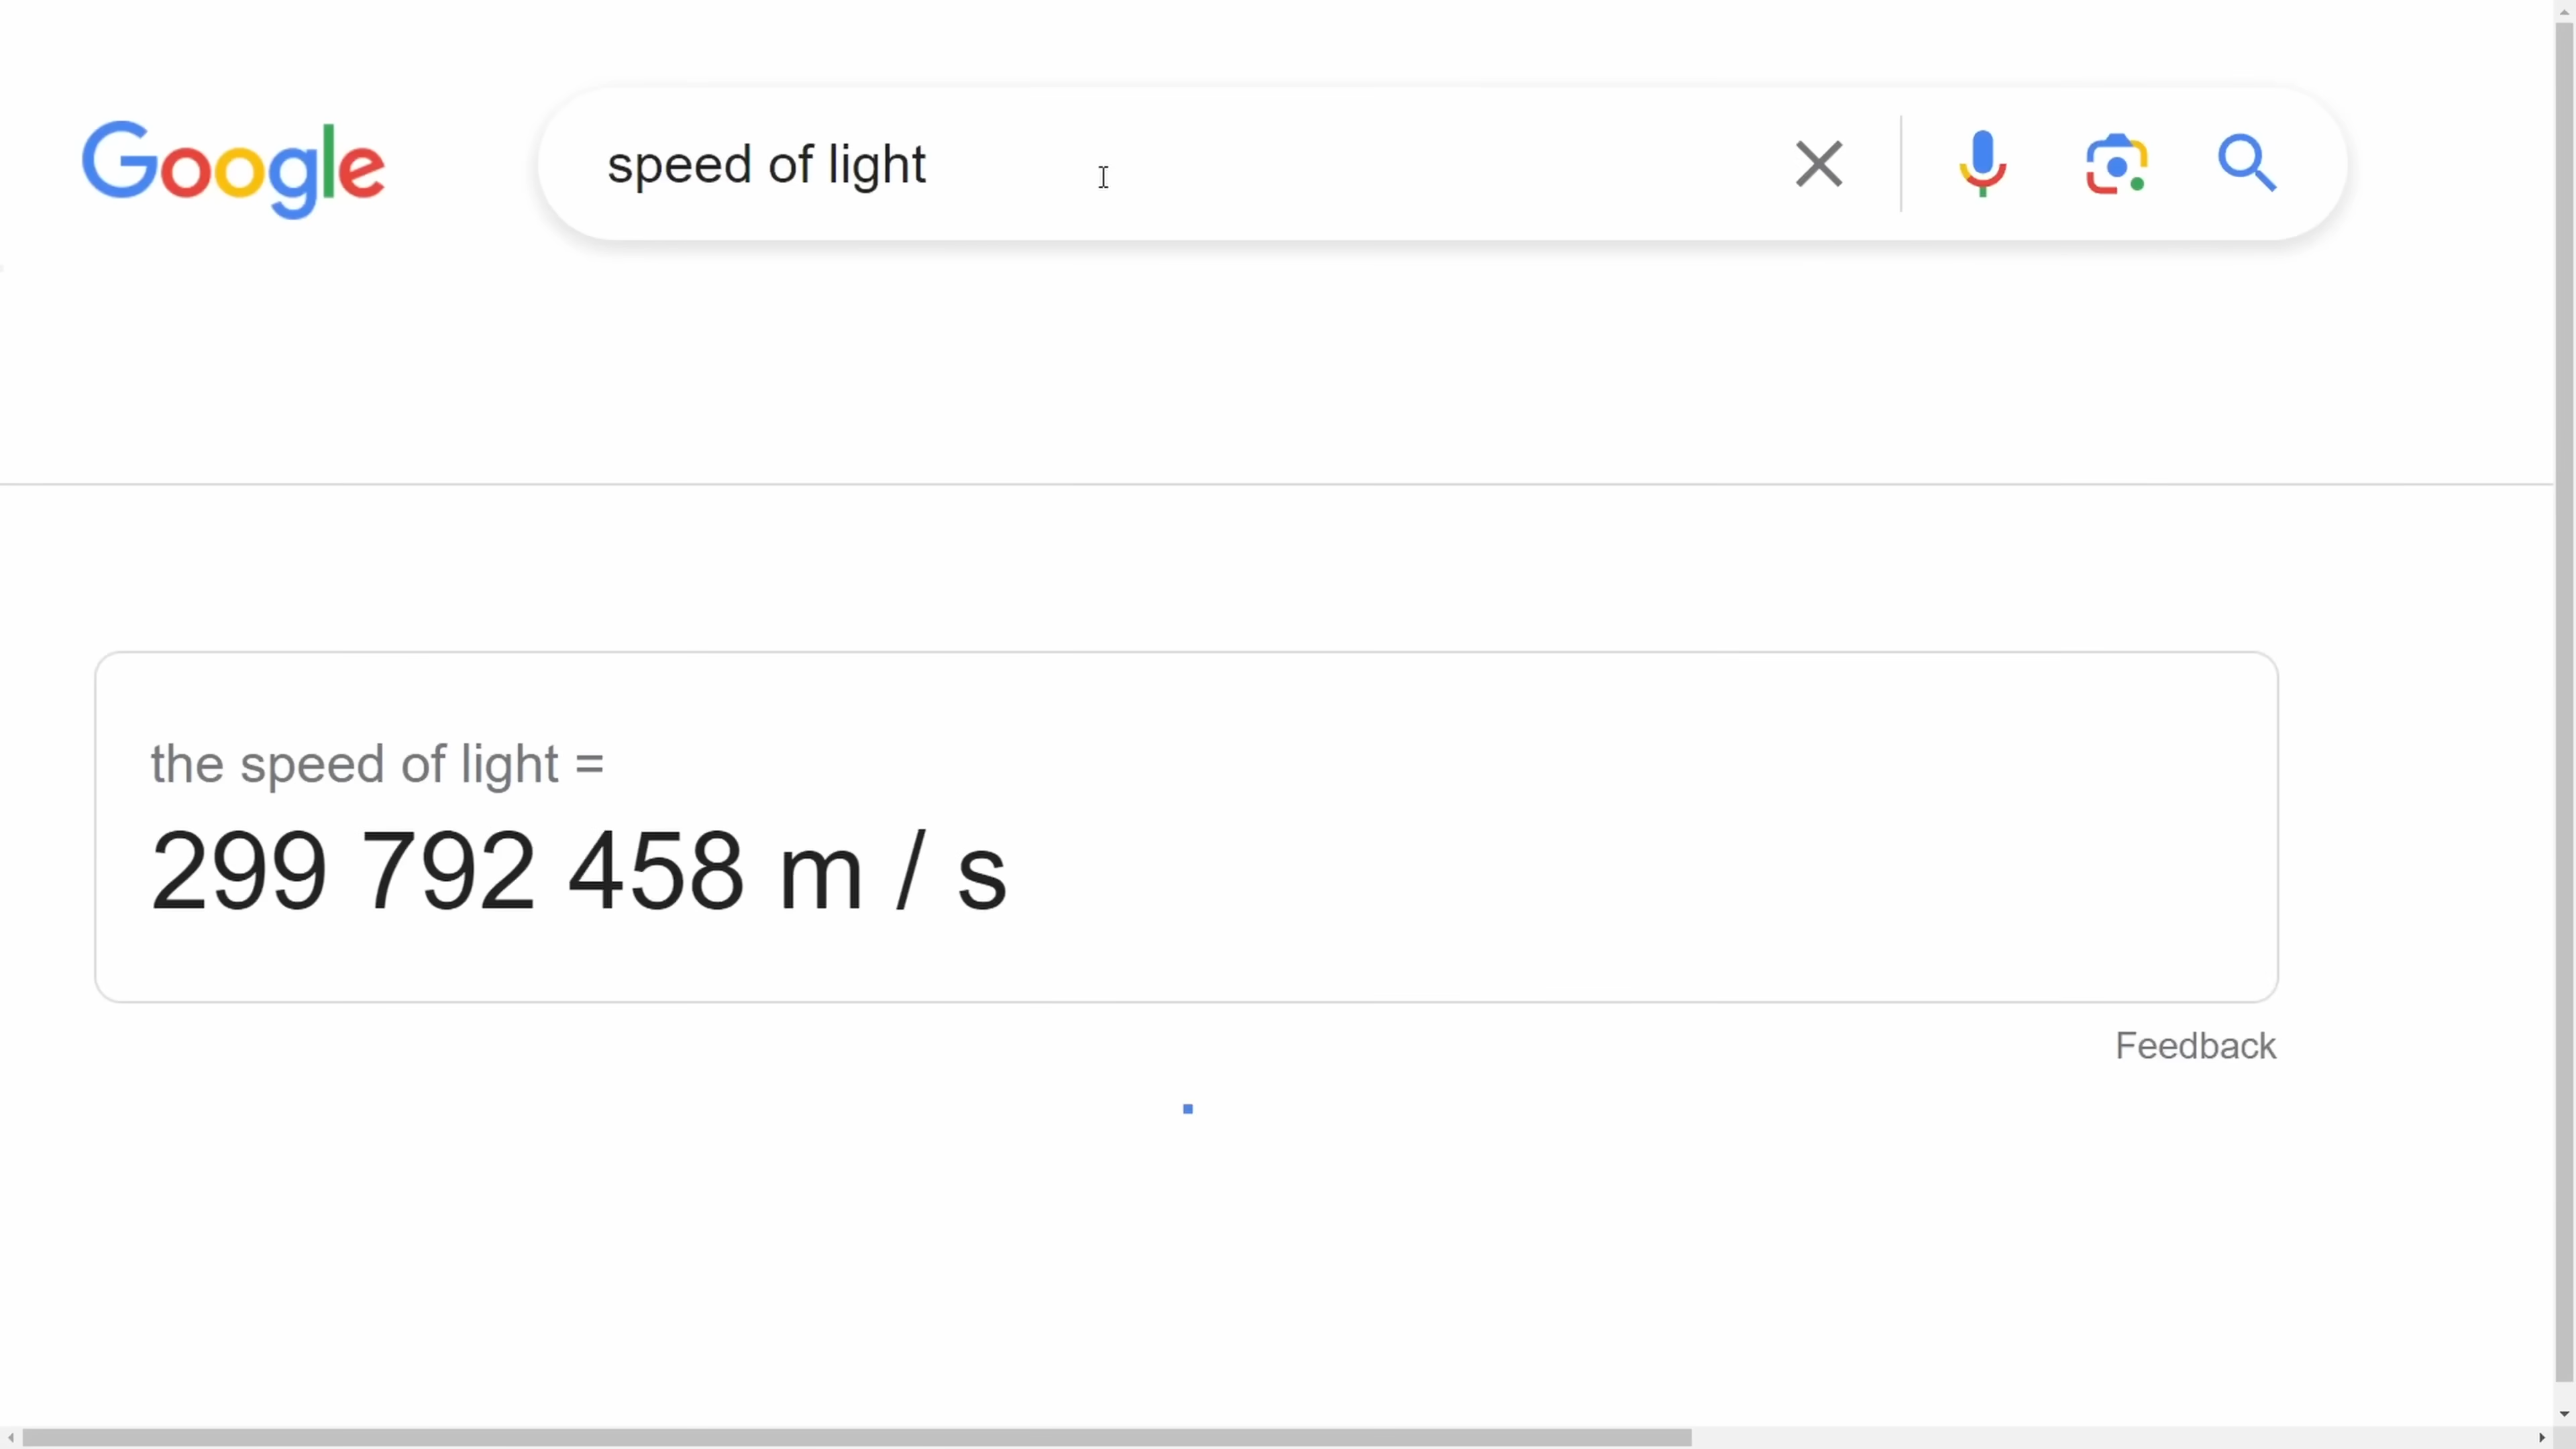 Google
speed of light
the speed of light =
299 792 458 m / s
Feedback